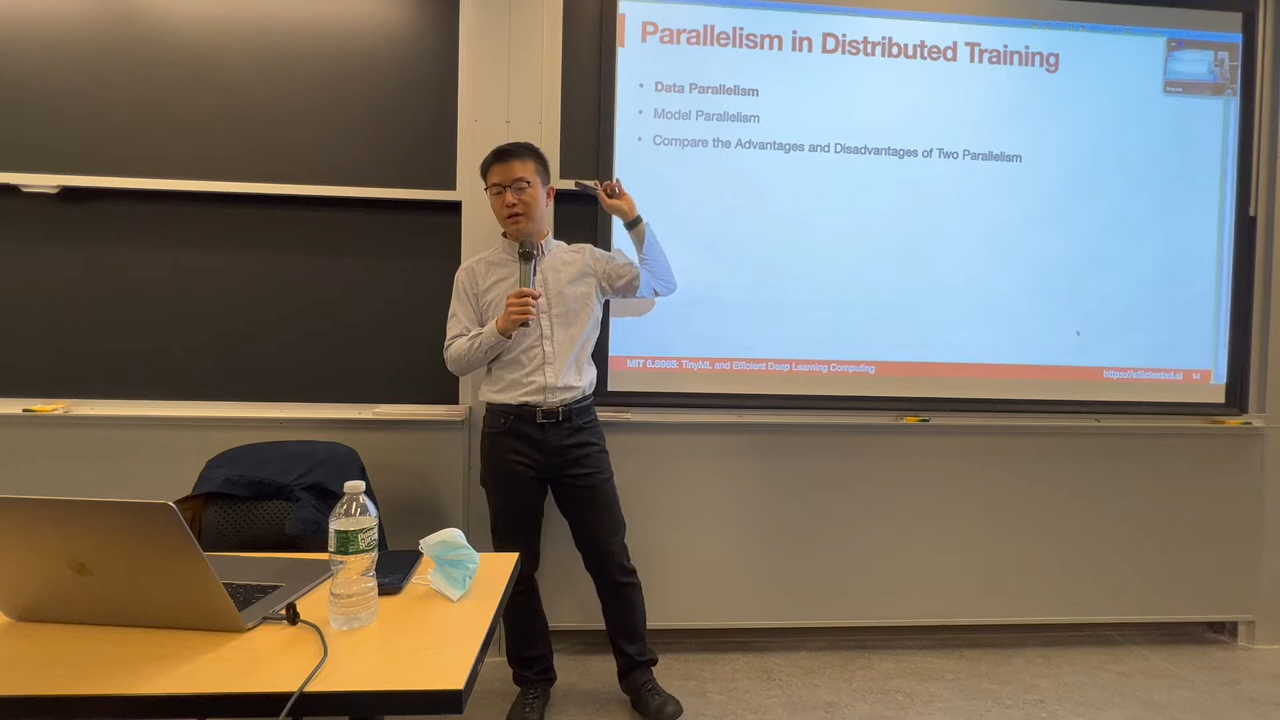 Parallelism in Distributed Training
• Data Parallelism
• Model Parallelism
• Compare the Advantages and Disadvantages of Two Parallelism
MIT 6.S965: TinyML and Efficient Deep Learning Computing
https://efficientml.ai
14